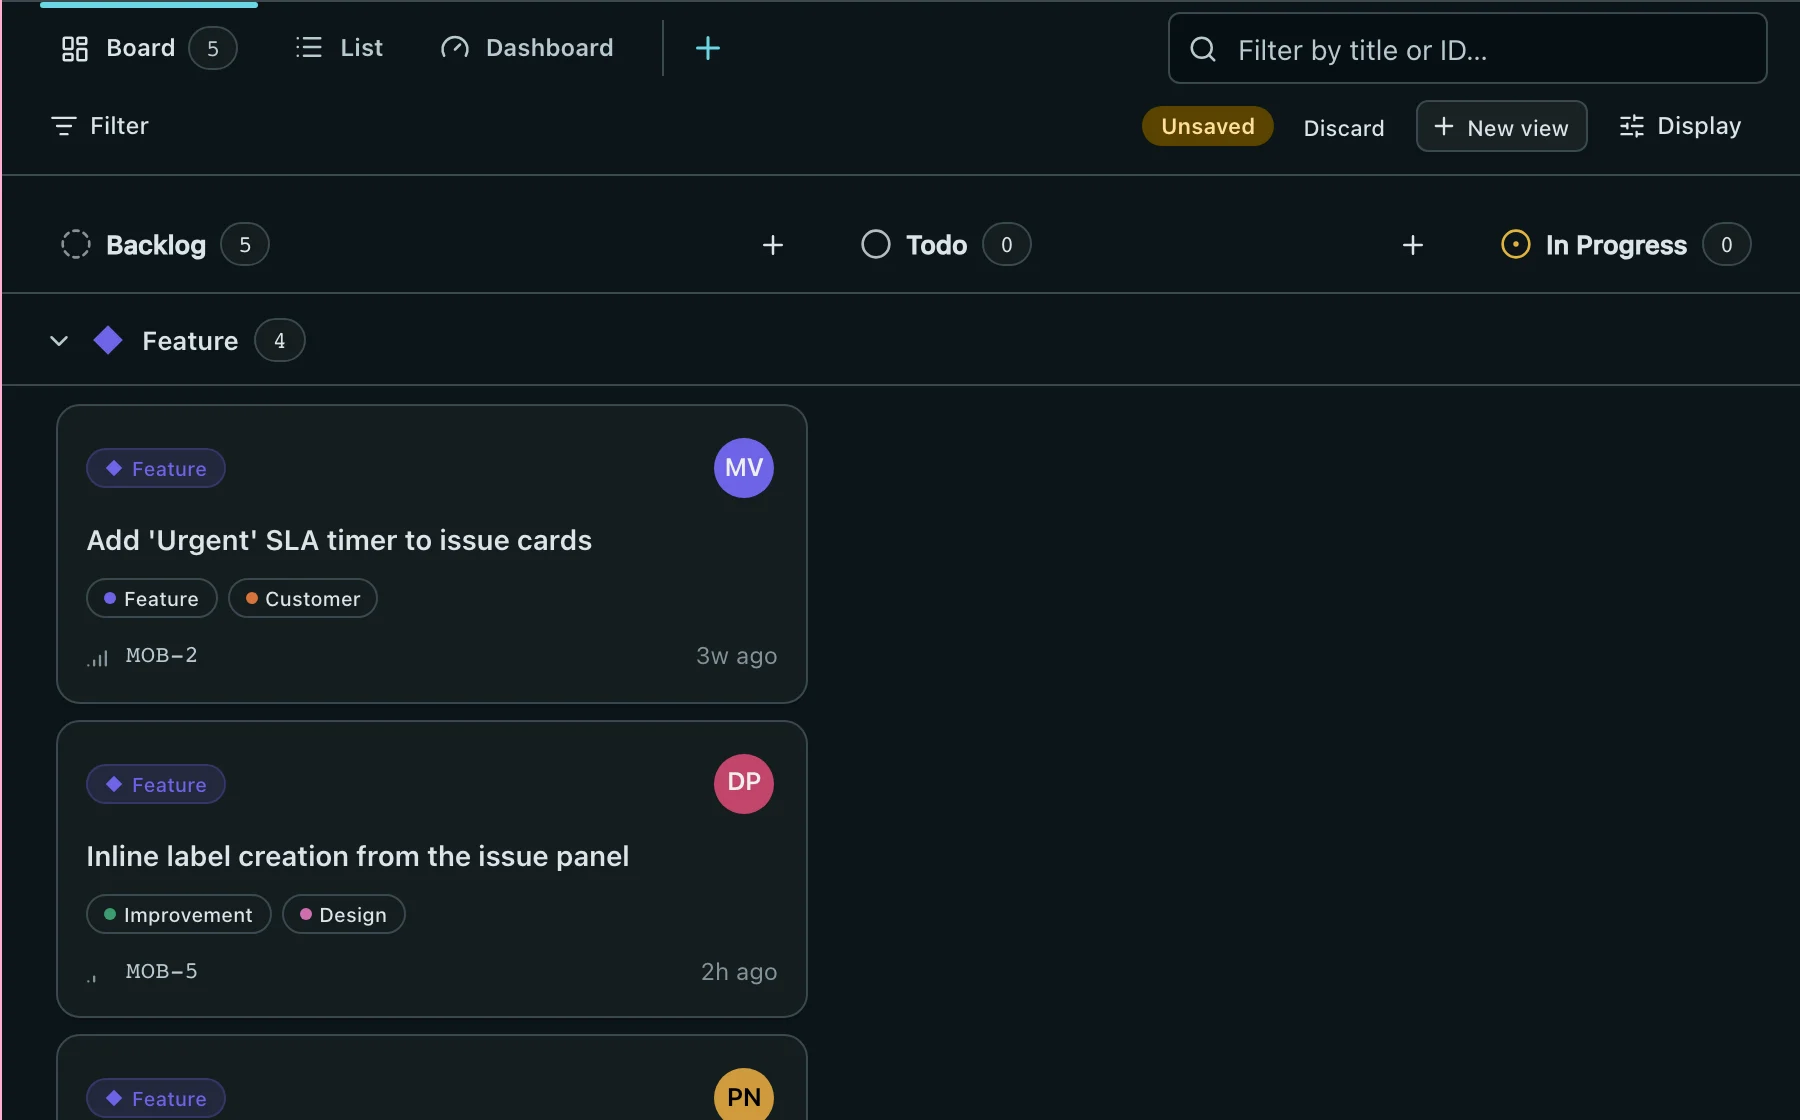 Board 5 List Dashboard Filter by title or ID...
Filter Unsaved Discard New view Display
Backlog 5 Todo 0 In Progress 0
Feature 4
Feature MV
Add 'Urgent' SLA timer to issue cards
Feature Customer
MOB-2 3w ago
Feature DP
Inline label creation from the issue panel
Improvement Design
MOB-5 2h ago
Feature PN